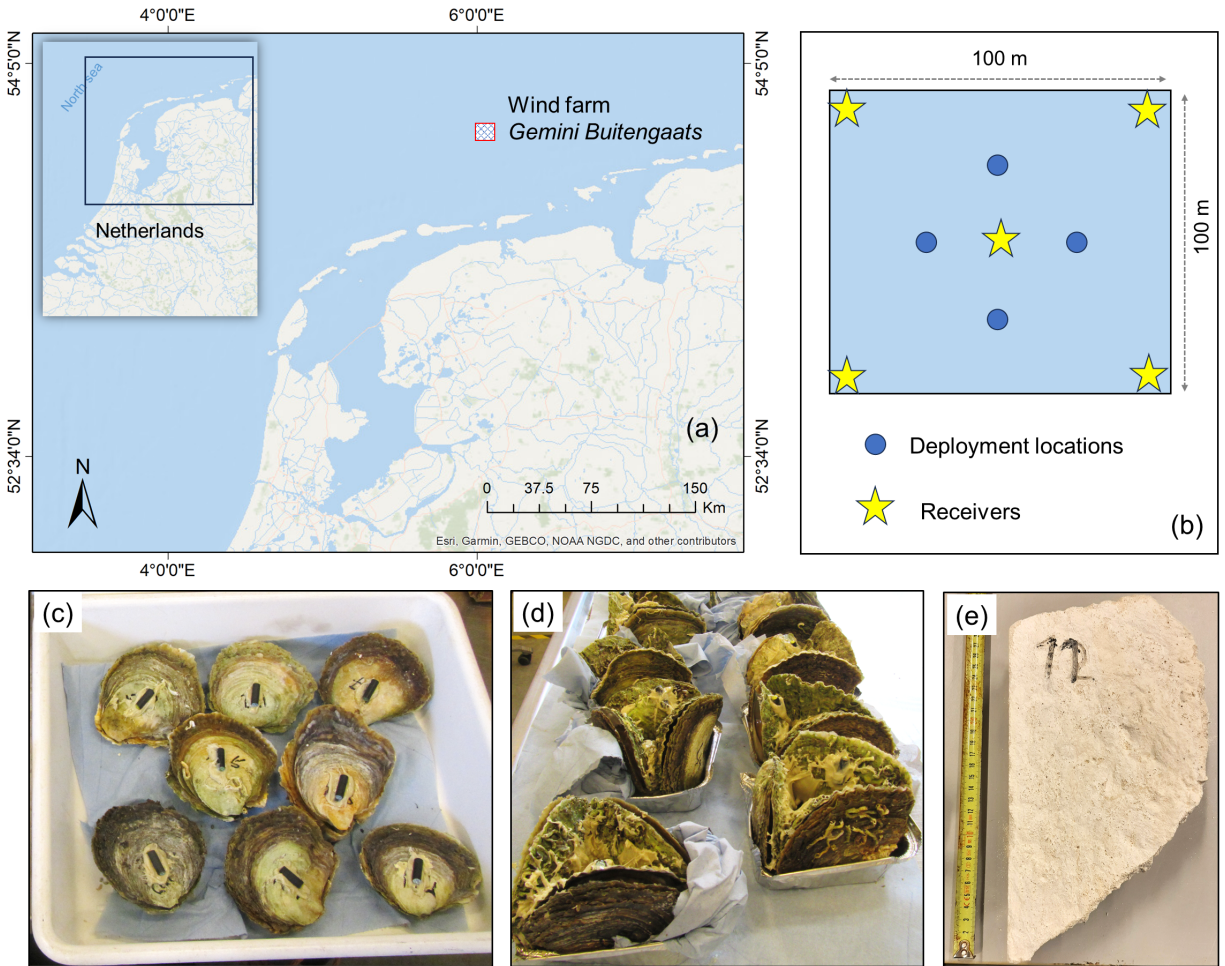 4°0'0"E
6°0'0"E
54°5'0"N
54°5'0"N
North sea
Netherlands
Wind farm
Gemini Buitengaats
(a)
N
0 37.5 75 150
Km
52°34'0"N
52°34'0"N
Esri, Garmin, GEBCO, NOAA NGDC, and other contributors
4°0'0"E
6°0'0"E
100 m
100 m
Deployment locations
Receivers
(b)
(c)
(d)
(e)
12